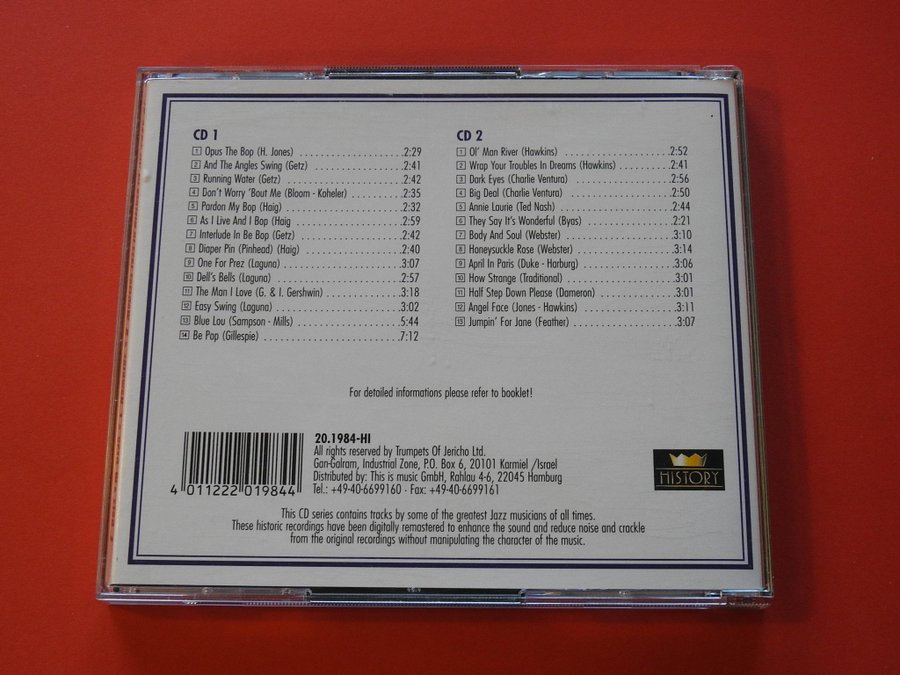 CD 1
1 Opus The Bop (H. Jones) 2:29
2 And The Angles Swing (Getz) 2:41
3 Running Water (Getz) 2:42
4 Don't Worry 'Bout Me (Bloom - Koheler) 2:35
5 Pardon My Bop (Haig) 2:32
6 As I Live And I Bop (Haig 2:59
7 Interlude In Be Bop (Getz) 2:42
8 Diaper Pin (Pinhead) (Haig) 2:40
9 One For Prez (Laguna) 3:07
10 Dell's Bells (Laguna) 2:57
11 The Man I Love (G. & I. Gershwin) 3:18
12 Easy Swing (Laguna) 3:02
13 Blue Lou (Sampson - Mills) 5:44
14 Be Pop (Gillespie) 7:12
CD 2
1 Ol' Man River (Hawkins) 2:52
2 Wrap Your Troubles In Dreams (Hawkins) 2:41
3 Dark Eyes (Charlie Ventura) 2:56
4 Big Deal (Charlie Ventura) 2:50
5 Annie Laurie (Ted Nash) 2:44
6 They Say It's Wonderful (Byas) 2:21
7 Body And Soul (Webster) 3:10
8 Honeysuckle Rose (Webster) 3:14
9 April In Paris (Duke - Harburg) 3:06
10 How Strange (Traditional) 3:01
11 Half Step Down Please (Dameron) 3:01
12 Angel Face (Jones - Hawkins) 3:11
13 Jumpin' For Jane (Feather) 3:07
For detailed informations please refer to booklet!
4 011222 019844
20.1984-HI
All rights reserved by Trumpets Of Jericho Ltd.
Gan-Galram, Industrial Zone, P.O. Box 6, 20101 Karmiel /Israel
Distributed by: This is music GmbH, Rahlau 4-6, 22045 Hamburg
Tel.: +49-40-6699160 · Fax: +49-40-6699161
HISTORY
This CD series contains tracks by some of the greatest Jazz musicians of all times.
These historic recordings have been digitally remastered to enhance the sound and reduce noise and crackle
from the original recordings without manipulating the character of the music.